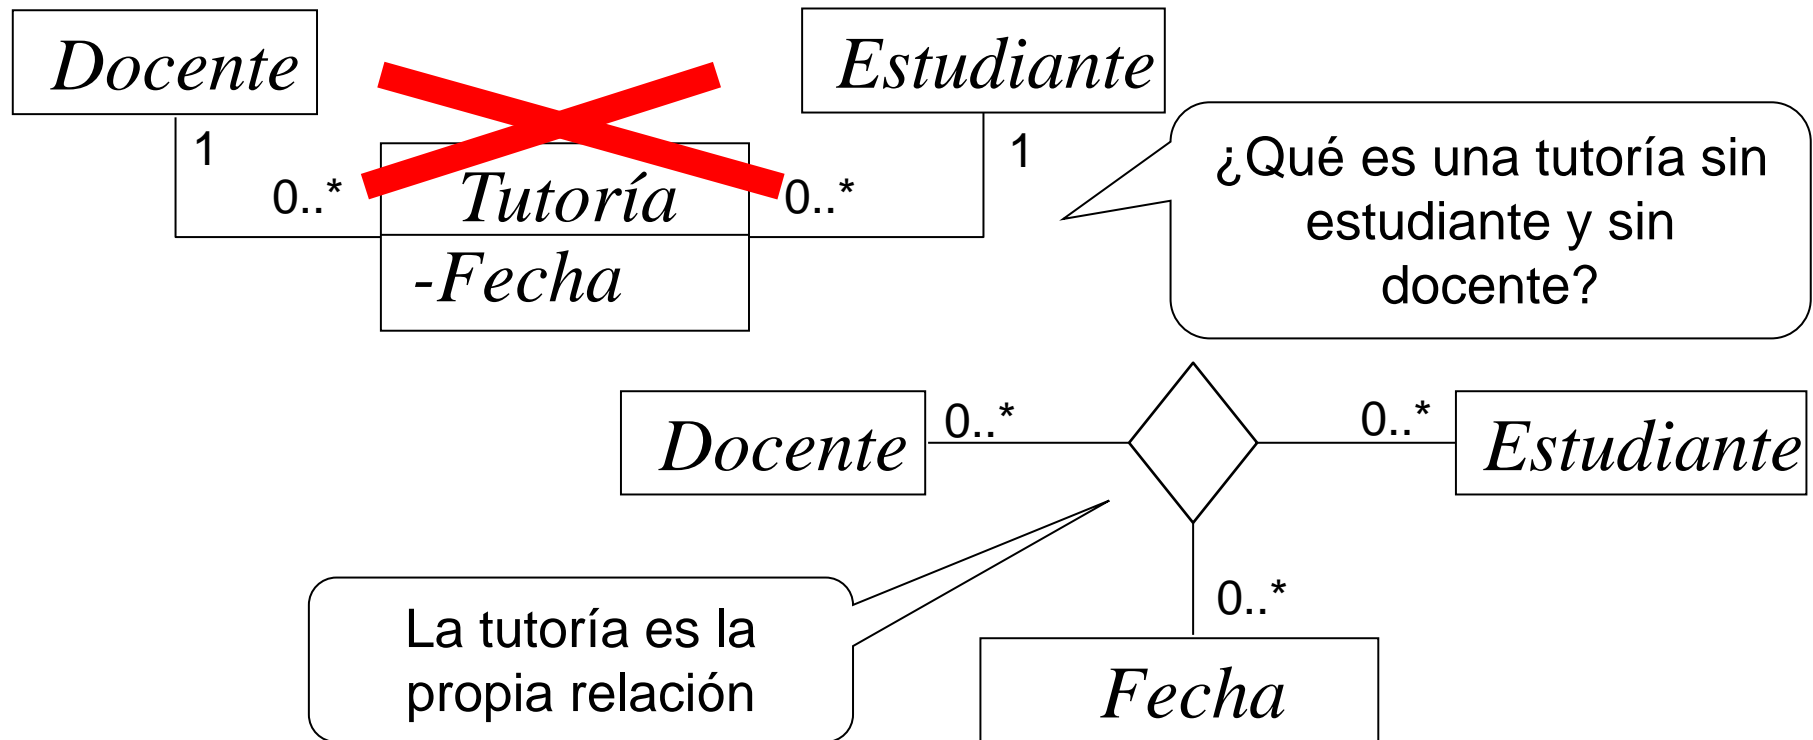 Docente
Estudiante
1
1
0..*
0..*
Tutoría
-Fecha
¿Qué es una tutoría sin
estudiante y sin
docente?
Docente
0..*
0..*
Estudiante
0..*
La tutoría es la
propia relación
Fecha